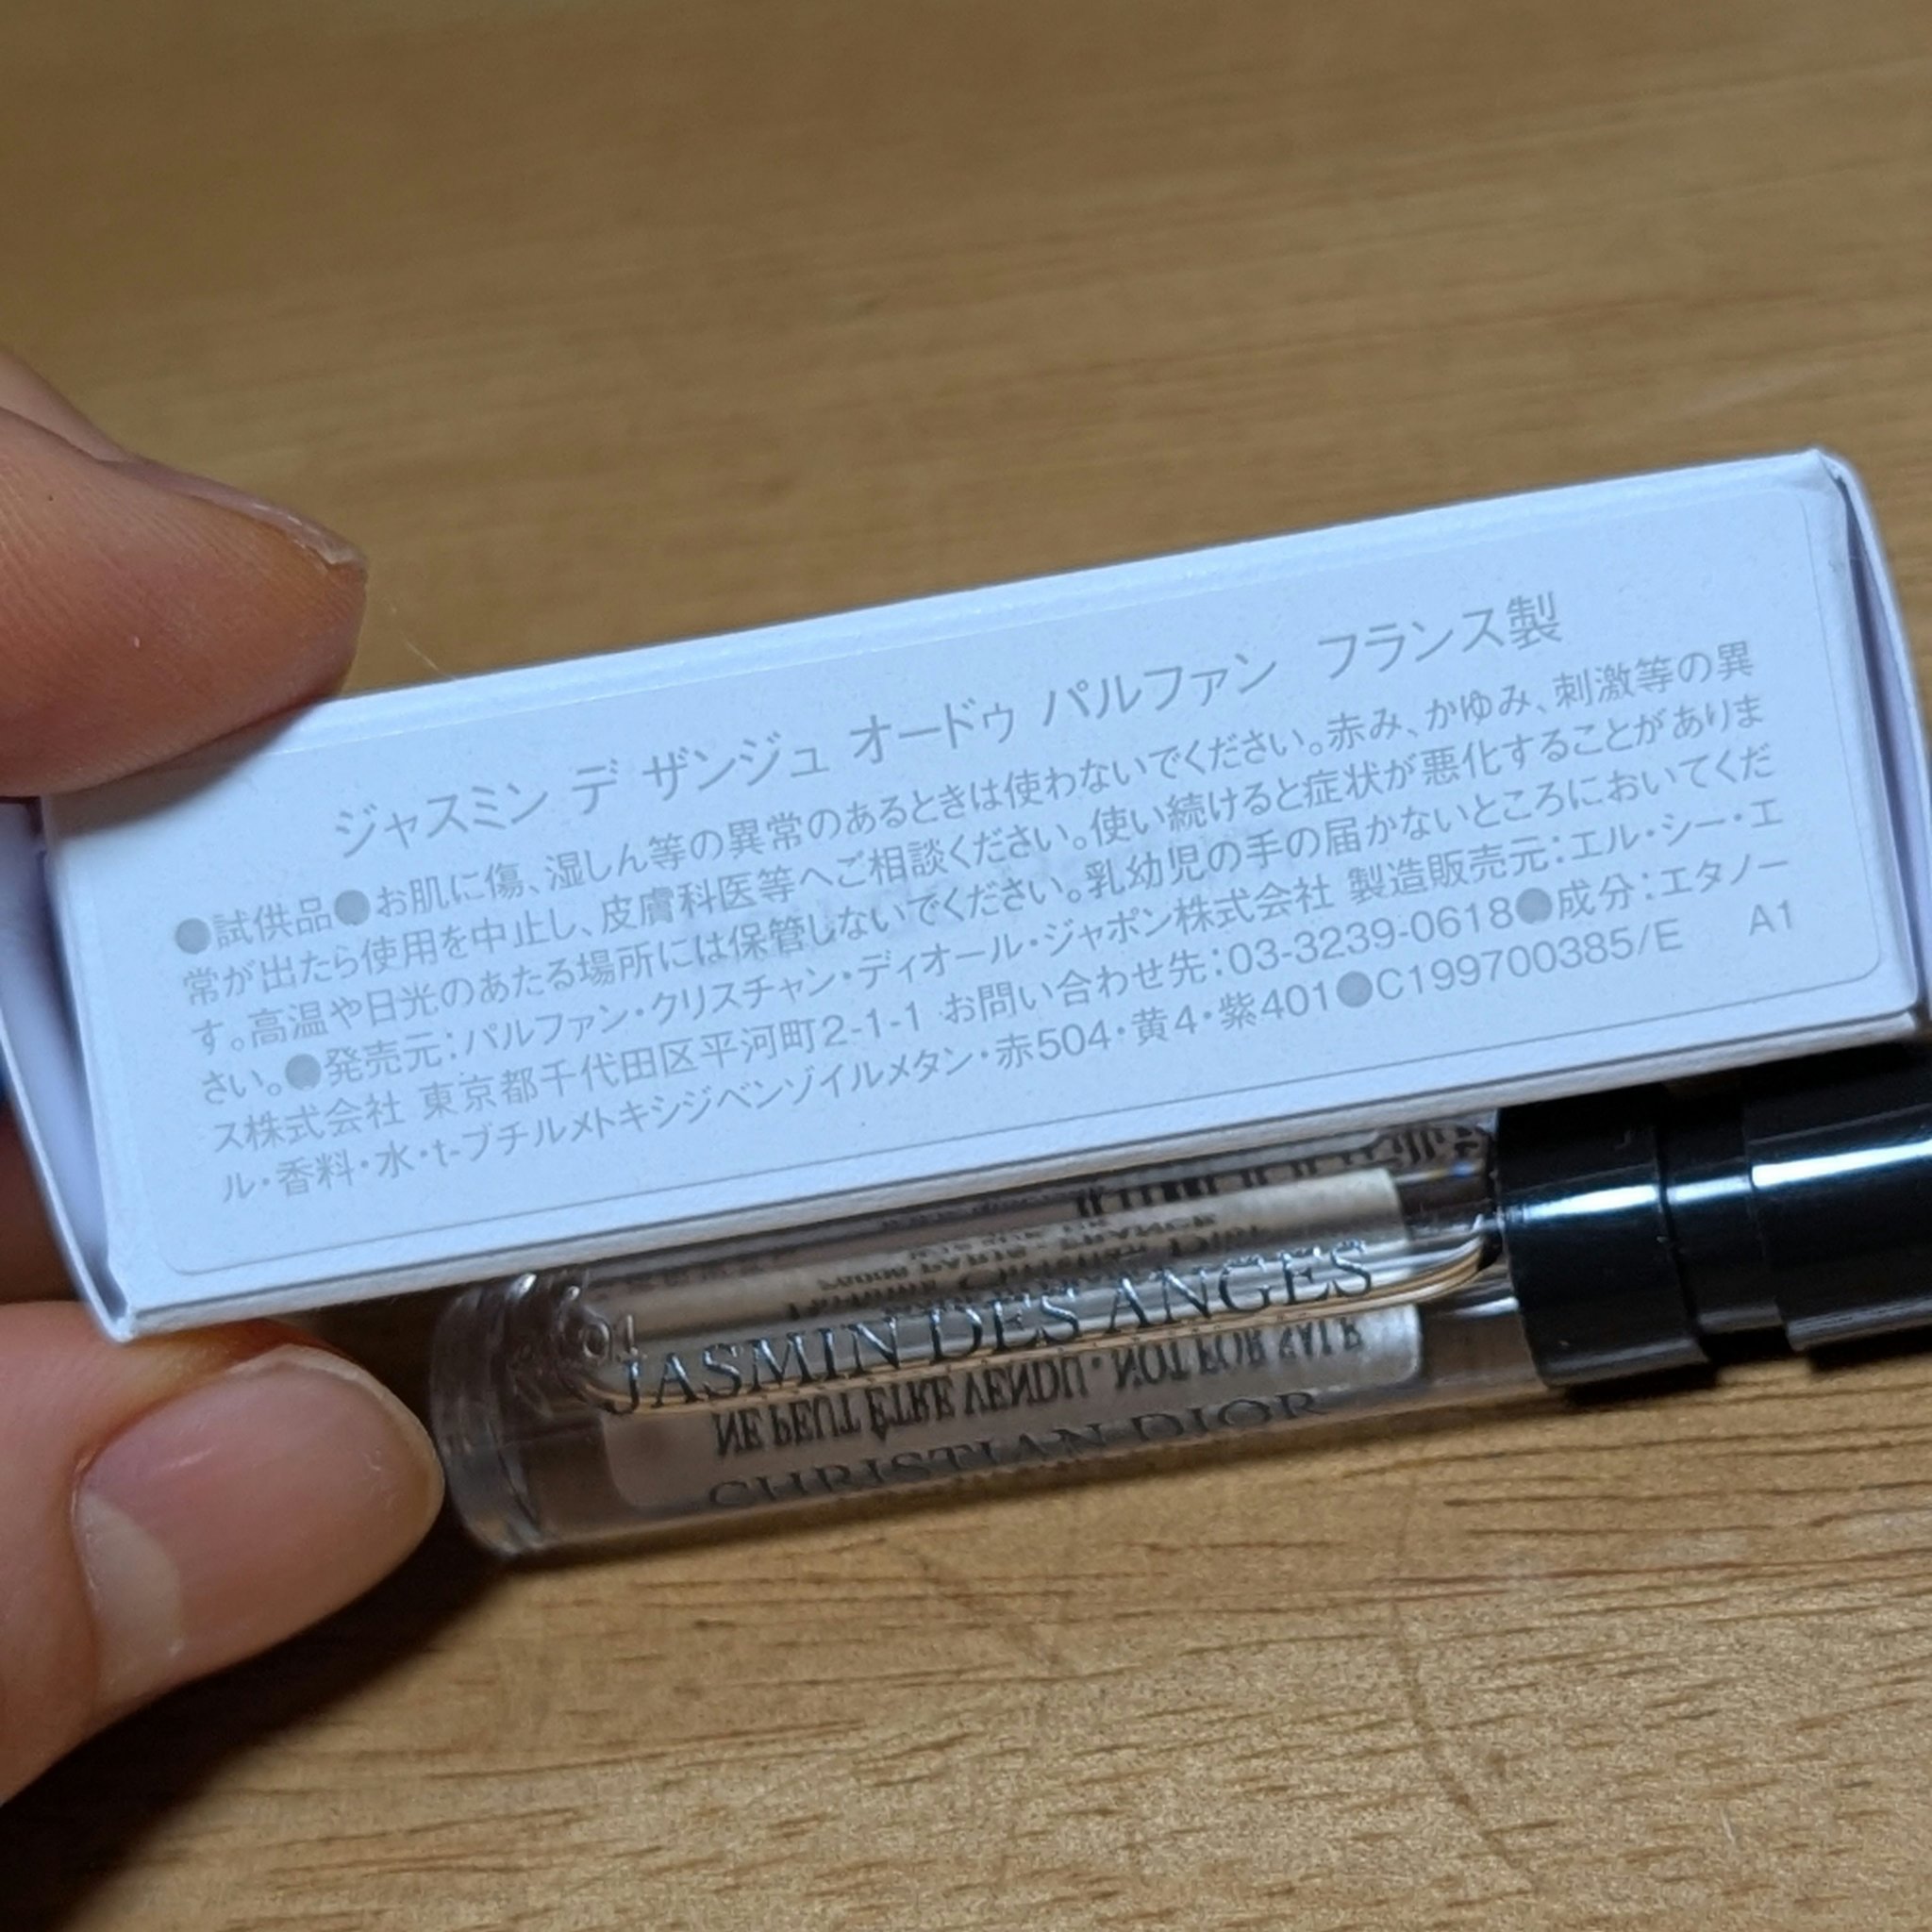 ジャスミン デ ザンジュ オードゥ パルファン フランス製
●試供品●お肌に傷、湿しん等の異常のあるときは使わないでください。赤み、かゆみ、刺激等の異
常が出たら使用を中止し、皮膚科医等へご相談ください。使い続けると症状が悪化することがありま
す。高温や日光のあたる場所には保管しないでください。乳幼児の手の届かないところにおいてくだ
さい。●発売元:パルファン・クリスチャン・ディオール・ジャポン株式会社 製造販売元:エル・シー・エ
ス株式会社 東京都千代田区平河町2-1-1 お問い合わせ先:03-3239-0618●成分:エタノー
ル・香料・水・t-ブチルメトキシジベンゾイルメタン・赤504・黄4・紫401●C199700385/E A1
JASMIN DES ANGES
NE PEUT ÊTRE VENDU · NOT FOR SALE
CHRISTIAN DIOR